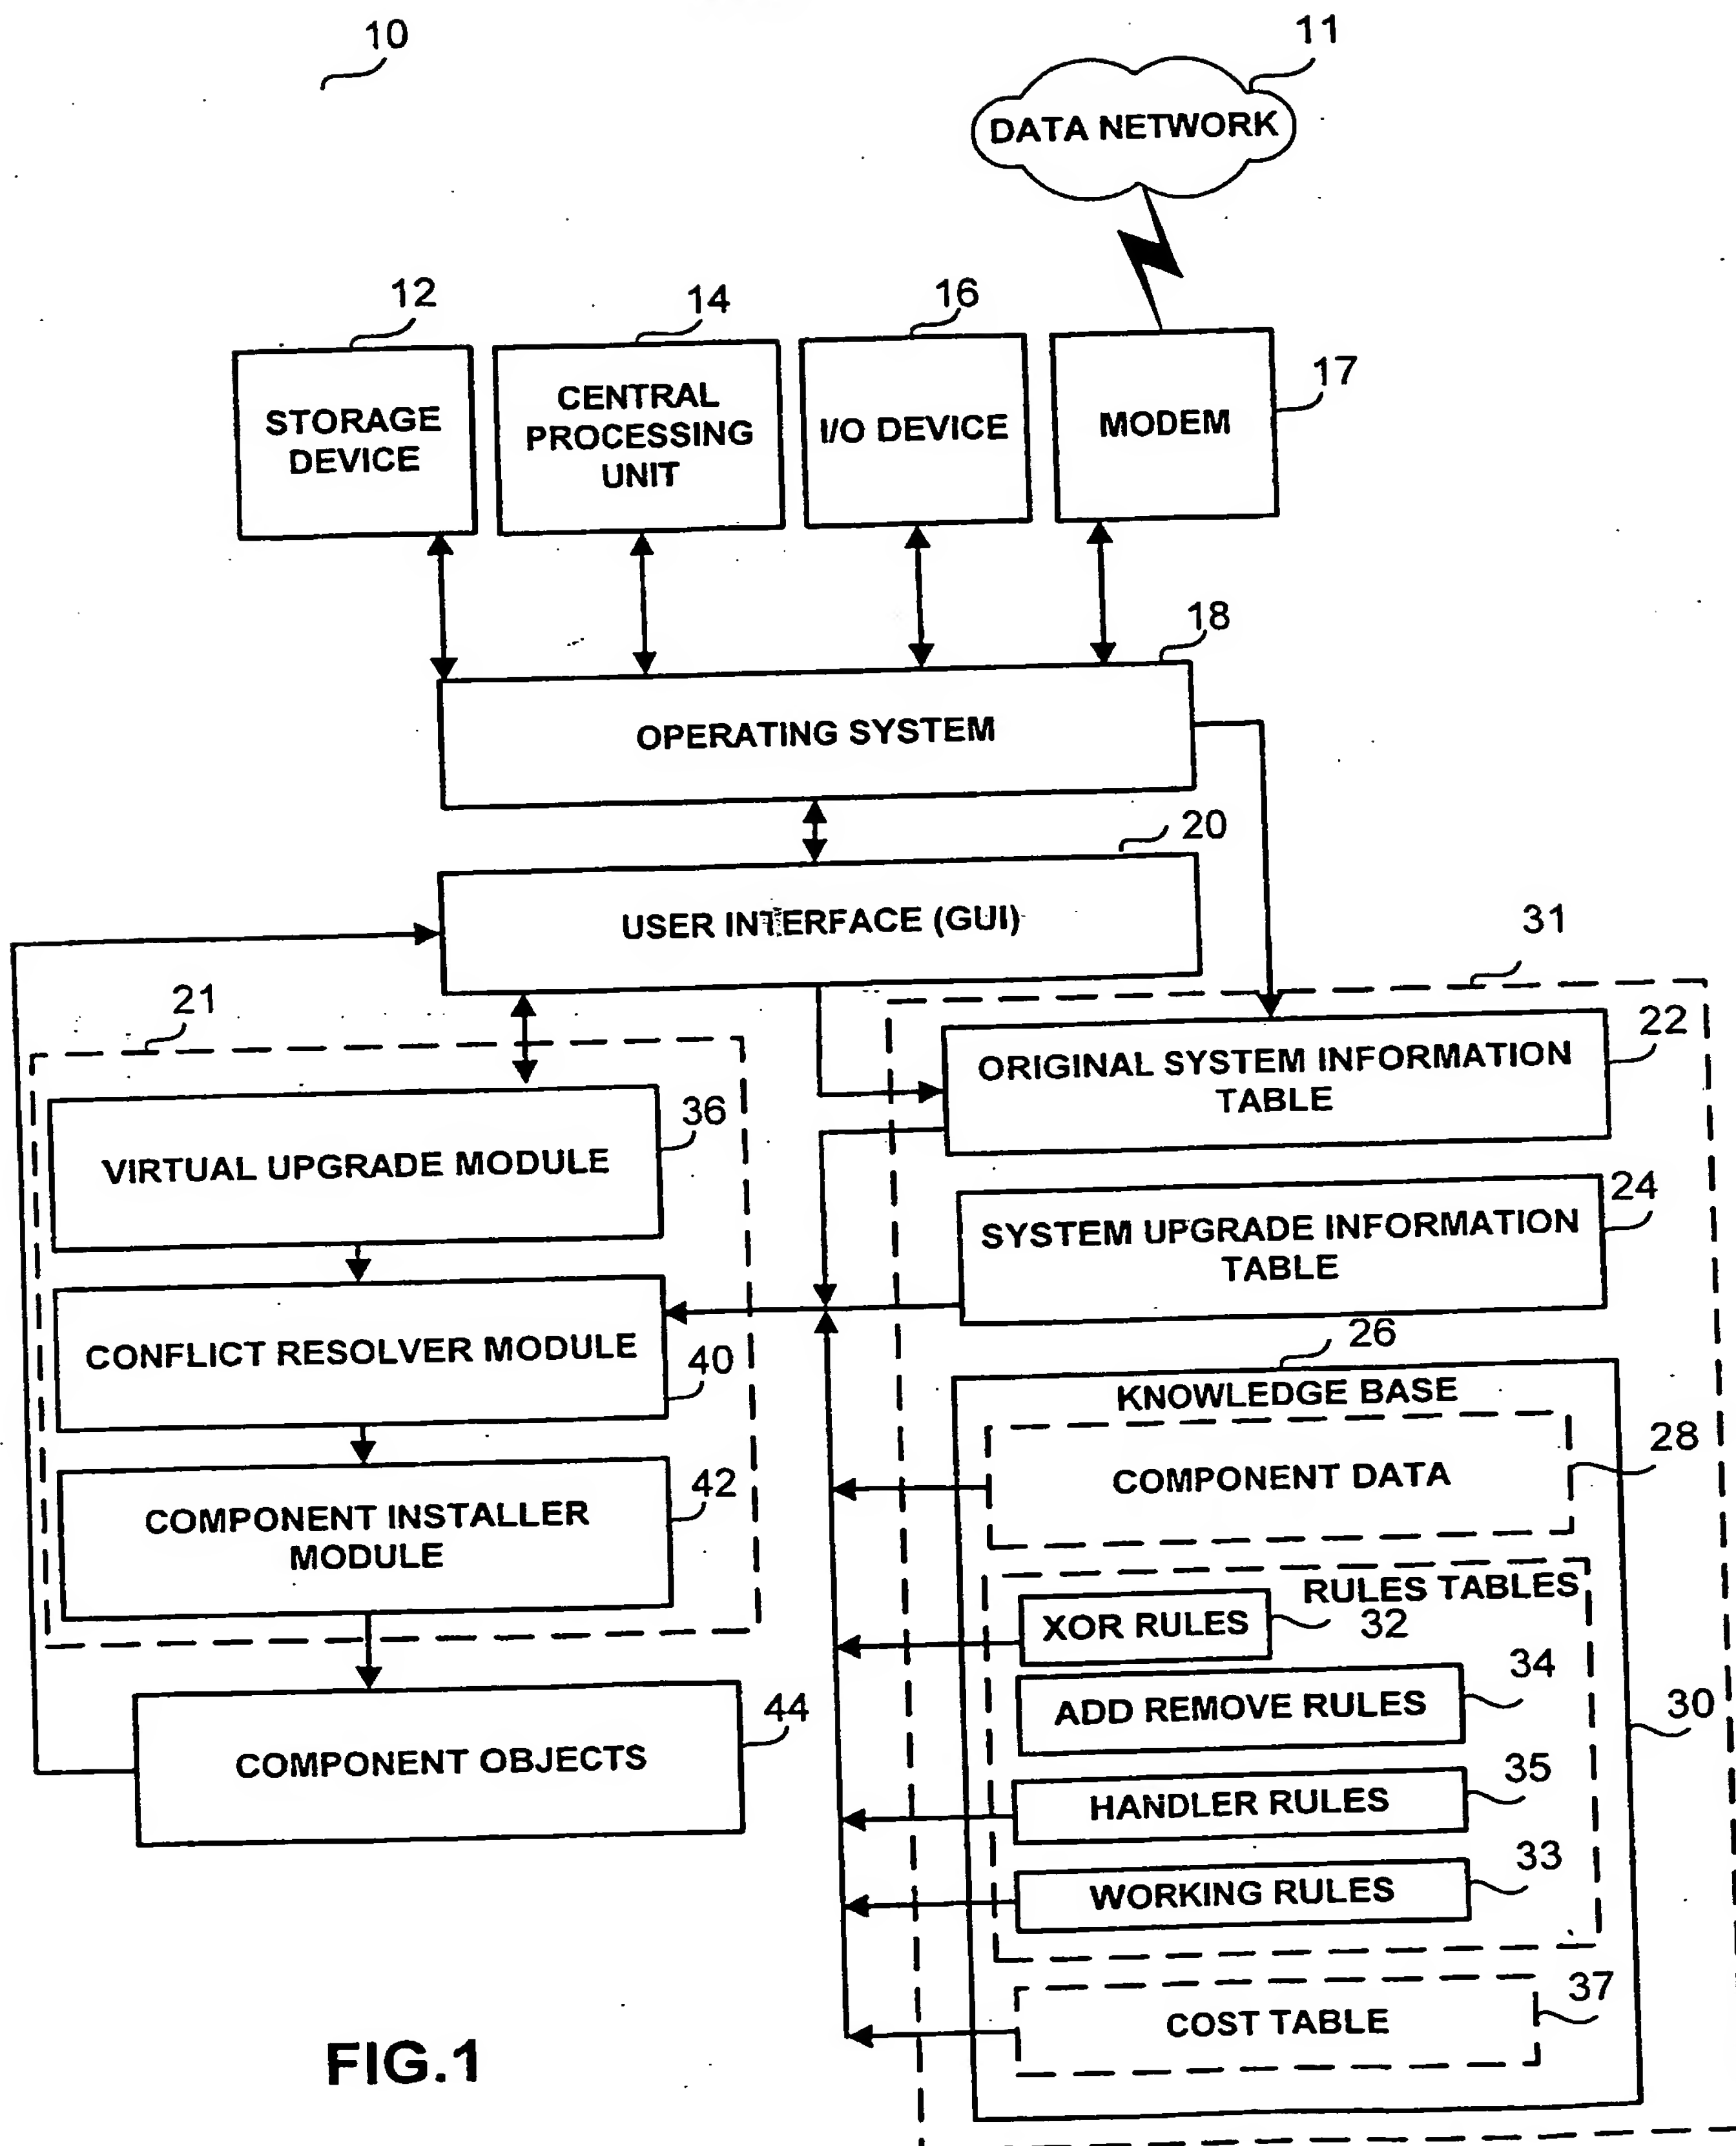 10
11
DATA NETWORK
12
14
16
17
STORAGE
DEVICE
CENTRAL
PROCESSING
UNIT
I/O DEVICE
MODEM
18
OPERATING SYSTEM
20
USER INTERFACE (GUI)
31
21
22
ORIGINAL SYSTEM INFORMATION
TABLE
36
VIRTUAL UPGRADE MODULE
24
SYSTEM UPGRADE INFORMATION
TABLE
CONFLICT RESOLVER MODULE
40
26
KNOWLEDGE BASE
28
COMPONENT DATA
42
COMPONENT INSTALLER
MODULE
RULES TABLES
XOR RULES
32
34
ADD REMOVE RULES
30
44
COMPONENT OBJECTS
35
HANDLER RULES
33
WORKING RULES
37
COST TABLE
FIG.1